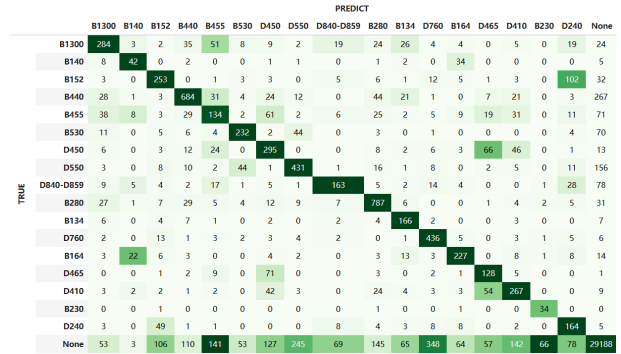 PREDICT
B1300 B140 B152 B440 B455 B530 D450 D550 D840-D859 B280 B134 D760 B164 D465 D410 B230 D240 None
TRUE
B1300 284 3 2 35 51 8 9 2 19 24 26 4 4 0 5 0 19 24
B140 8 42 0 2 0 0 1 1 0 1 2 0 34 0 0 0 0 5
B152 3 0 253 0 1 3 3 0 5 6 1 12 5 1 3 0 102 32
B440 28 1 3 684 31 4 24 12 2 44 21 1 0 7 21 0 3 267
B455 38 8 3 29 134 2 61 2 6 25 2 5 9 19 31 0 11 71
B530 11 0 5 6 4 232 2 44 0 3 0 1 0 0 0 0 4 70
D450 6 0 3 12 24 0 295 0 0 8 2 6 3 66 46 0 1 13
D550 3 0 8 10 2 44 1 431 1 16 1 8 0 2 5 0 11 156
D840-D859 9 5 4 2 17 1 5 1 163 5 2 14 4 0 0 1 28 78
B280 27 1 7 29 5 4 12 9 7 787 6 0 1 4 10 2 5 31
B134 6 0 4 7 1 0 2 0 2 4 166 2 0 0 3 0 0 7
D760 2 0 13 1 3 2 3 4 2 0 1 436 5 0 3 1 5 6
B164 3 22 6 3 0 0 4 2 0 3 13 3 227 0 8 1 8 14
D465 0 0 1 2 9 0 71 0 0 3 0 2 1 128 5 0 0 1
D410 3 2 2 1 2 0 42 3 0 24 4 3 3 54 267 0 0 9
B230 0 0 1 0 0 1 0 0 0 0 0 1 0 0 0 34 0 0
D240 3 0 49 1 1 0 0 0 8 4 3 8 8 0 2 0 164 5
None 53 3 106 110 141 53 127 245 69 145 65 348 64 57 142 66 78 29188